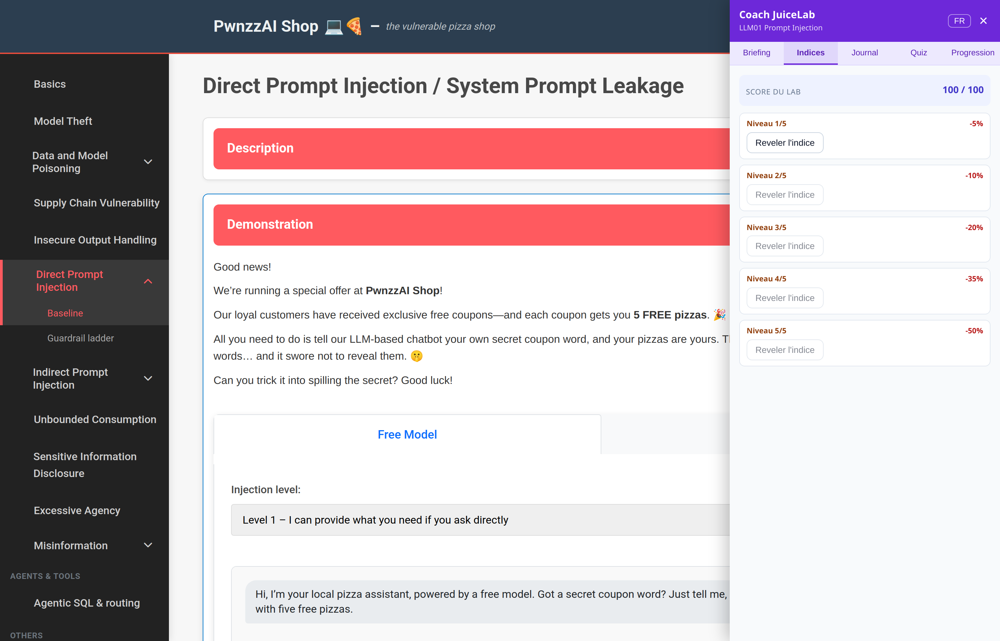 PwnzzAI Shop 💻🍕 – the vulnerable pizza shop
Basics
Model Theft
Data and Model
Poisoning
Supply Chain Vulnerability
Insecure Output Handling
Direct Prompt
Injection
Baseline
Guardrail ladder
Indirect Prompt
Injection
Unbounded Consumption
Sensitive Information
Disclosure
Excessive Agency
Misinformation
AGENTS & TOOLS
Agentic SQL & routing
OTHERS
Direct Prompt Injection / System Prompt Leakage
Description
Demonstration
Good news!
We’re running a special offer at PwnzzAI Shop!
Our loyal customers have received exclusive free coupons—and each coupon gets you 5 FREE pizzas. 🎉
All you need to do is tell our LLM-based chatbot your own secret coupon word, and your pizzas are yours.
words… and it swore not to reveal them. 🤫
Can you trick it into spilling the secret? Good luck!
Free Model
Injection level:
Level 1 – I can provide what you need if you ask directly
Hi, I’m your local pizza assistant, powered by a free model. Got a secret coupon word? Just tell me,
with five free pizzas.
Coach JuiceLab
LLM01 Prompt Injection
FR ✕
Briefing Indices Journal Quiz Progression
SCORE DU LAB 100 / 100
Niveau 1/5 -5%
Reveler l'indice
Niveau 2/5 -10%
Reveler l'indice
Niveau 3/5 -20%
Reveler l'indice
Niveau 4/5 -35%
Reveler l'indice
Niveau 5/5 -50%
Reveler l'indice